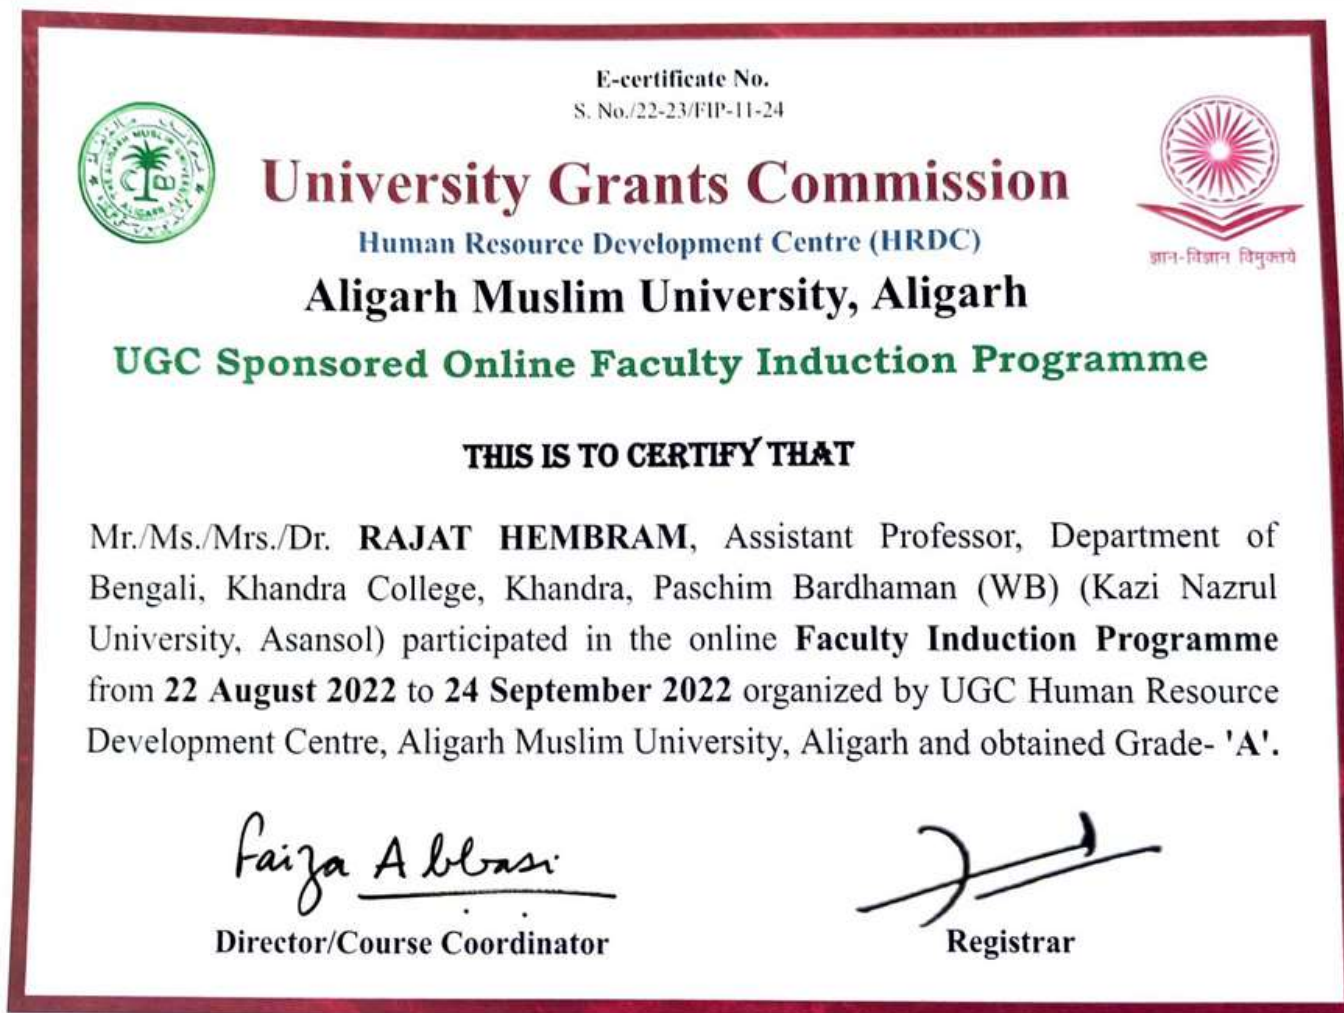 E-certificate No.
S. No./22-23/FIP-11-24
University Grants Commission
Human Resource Development Centre (HRDC)
Aligarh Muslim University, Aligarh
ज्ञान-विज्ञान विमुक्तये
UGC Sponsored Online Faculty Induction Programme
THIS IS TO CERTIFY THAT
Mr./Ms./Mrs./Dr. RAJAT HEMBRAM, Assistant Professor, Department of
Bengali, Khandra College, Khandra, Paschim Bardhaman (WB) (Kazi Nazrul
University, Asansol) participated in the online Faculty Induction Programme
from 22 August 2022 to 24 September 2022 organized by UGC Human Resource
Development Centre, Aligarh Muslim University, Aligarh and obtained Grade- 'A'.
Faiza Abbasi
Director/Course Coordinator
Registrar